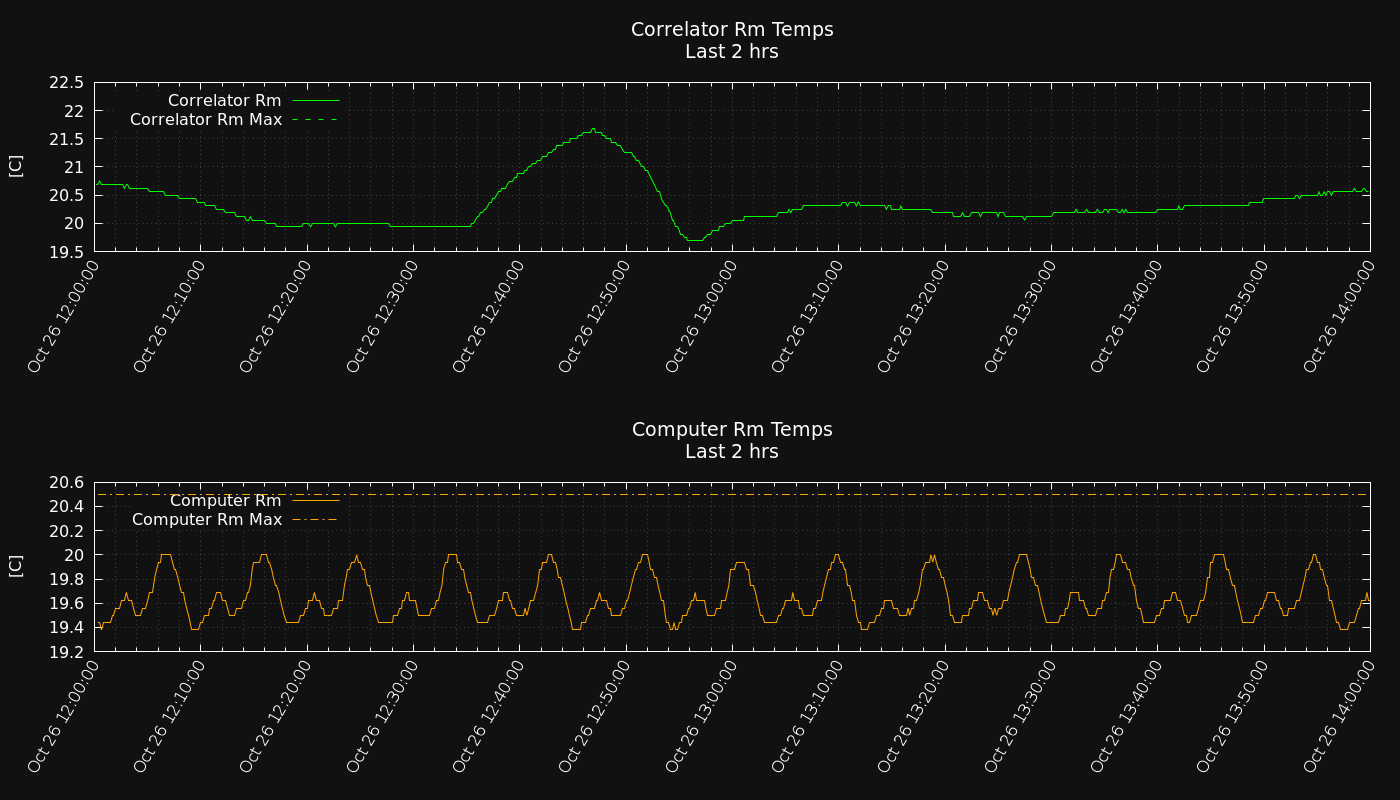 Correlator Rm Temps
Last 2 hrs
22.5
22
21.5
21
20.5
20
19.5
[C]
Correlator Rm
Correlator Rm Max
Oct 26 12:00:00
Oct 26 12:10:00
Oct 26 12:20:00
Oct 26 12:30:00
Oct 26 12:40:00
Oct 26 12:50:00
Oct 26 13:00:00
Oct 26 13:10:00
Oct 26 13:20:00
Oct 26 13:30:00
Oct 26 13:40:00
Oct 26 13:50:00
Oct 26 14:00:00
Computer Rm Temps
Last 2 hrs
20.6
20.4
20.2
20
19.8
19.6
19.4
19.2
[C]
Computer Rm
Computer Rm Max
Oct 26 12:00:00
Oct 26 12:10:00
Oct 26 12:20:00
Oct 26 12:30:00
Oct 26 12:40:00
Oct 26 12:50:00
Oct 26 13:00:00
Oct 26 13:10:00
Oct 26 13:20:00
Oct 26 13:30:00
Oct 26 13:40:00
Oct 26 13:50:00
Oct 26 14:00:00